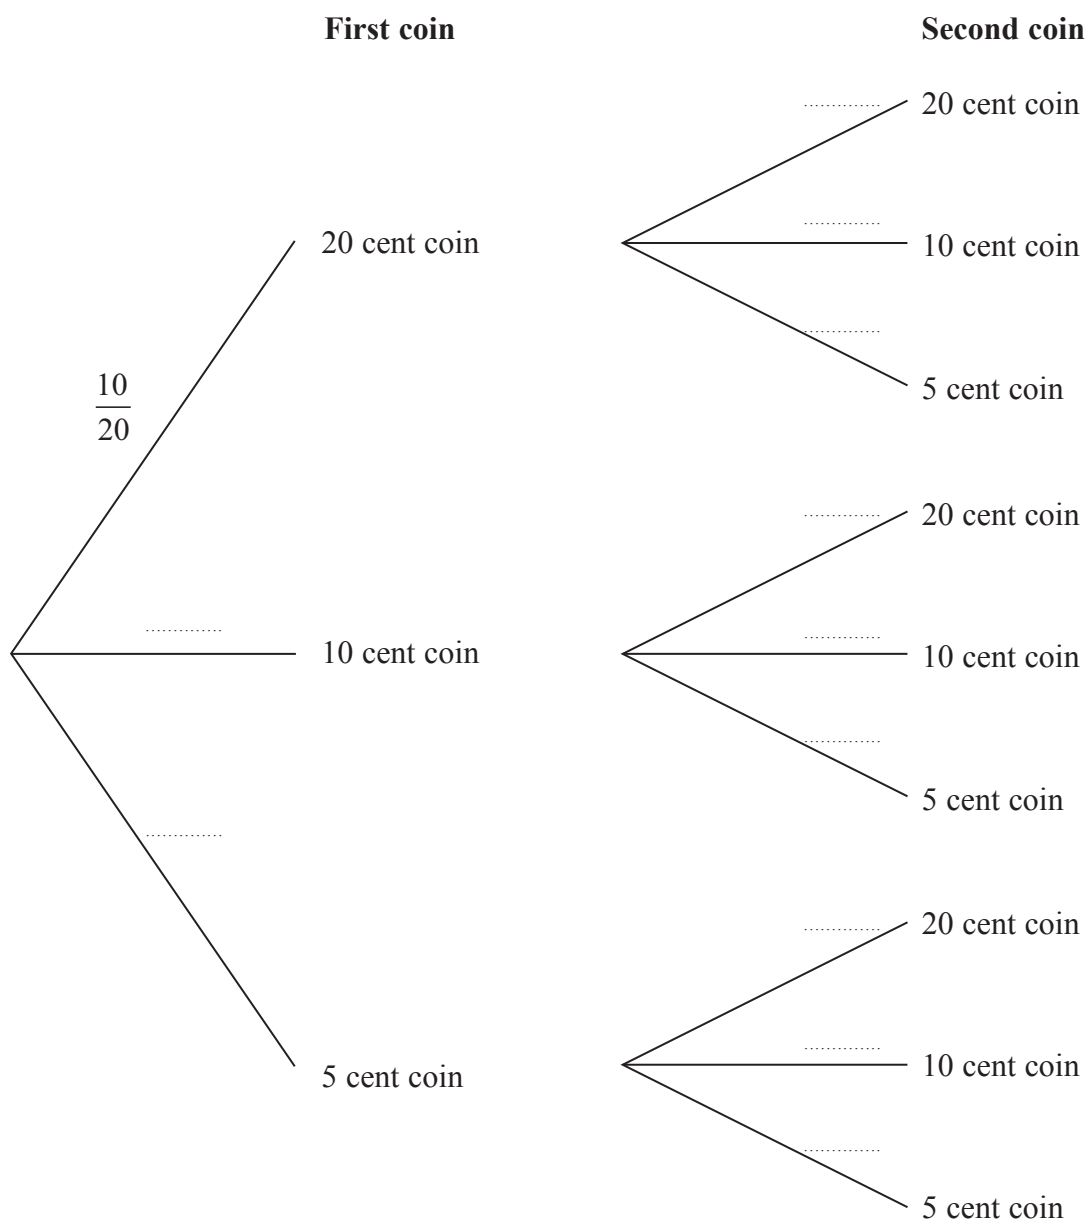 First coin Second coin
20 cent coin
20 cent coin 10 cent coin
10
20
5 cent coin
20 cent coin
10 cent coin 10 cent coin
5 cent coin
20 cent coin
5 cent coin 10 cent coin
5 cent coin